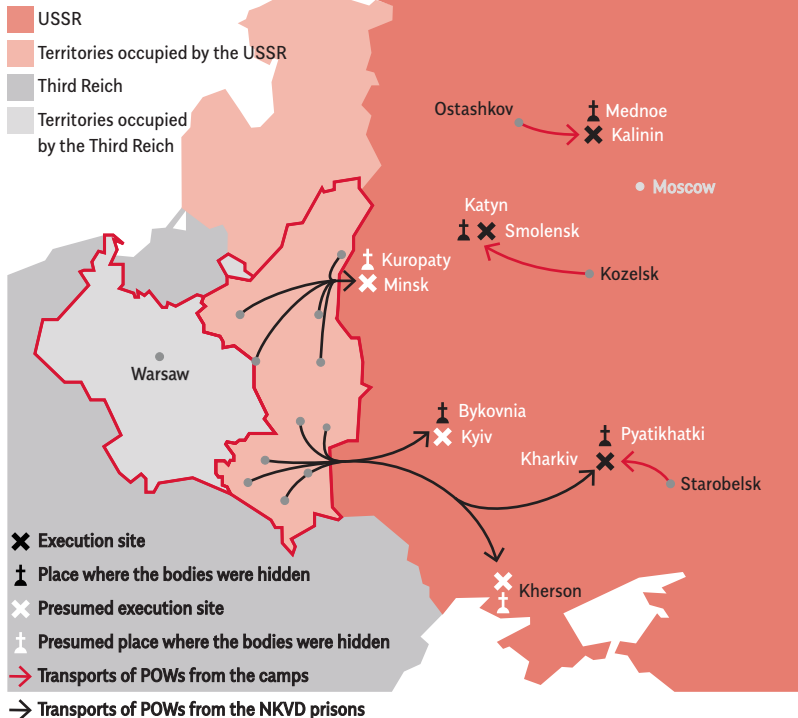 USSR
Territories occupied by the USSR
Third Reich
Territories occupied
by the Third Reich
Ostashkov
Mednoe
Kalinin
Moscow
Katyn
Smolensk
Kozelsk
Kuropaty
Minsk
Warsaw
Bykovnia
Kyiv
Pyatikhatki
Kharkiv
Starobelsk
Kherson
Execution site
Place where the bodies were hidden
Presumed execution site
Presumed place where the bodies were hidden
Transports of POWs from the camps
Transports of POWs from the NKVD prisons